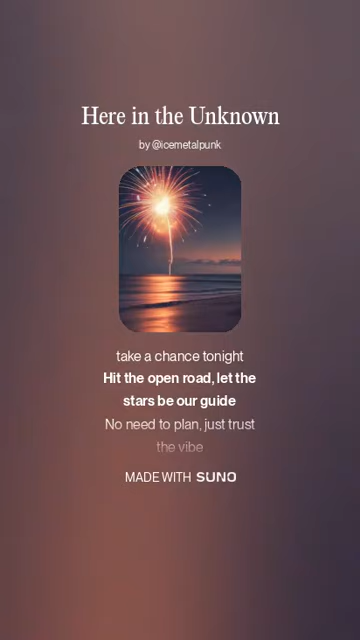 Here in the Unknown
by @icemetalpunk
take a chance tonight
Hit the open road, let the
stars be our guide
No need to plan, just trust
the vibe
MADE WITH SUNO